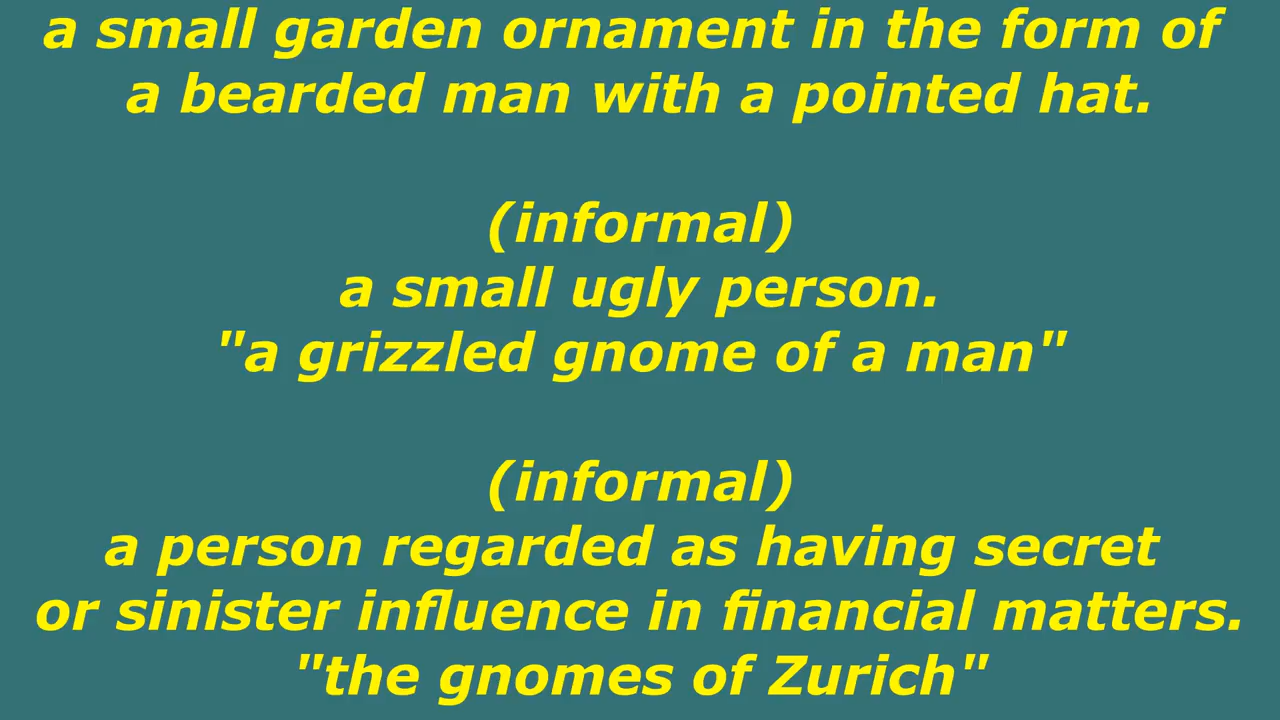 a small garden ornament in the form of
a bearded man with a pointed hat.
(informal)
a small ugly person.
"a grizzled gnome of a man"
(informal)
a person regarded as having secret
or sinister influence in financial matters.
"the gnomes of Zurich"